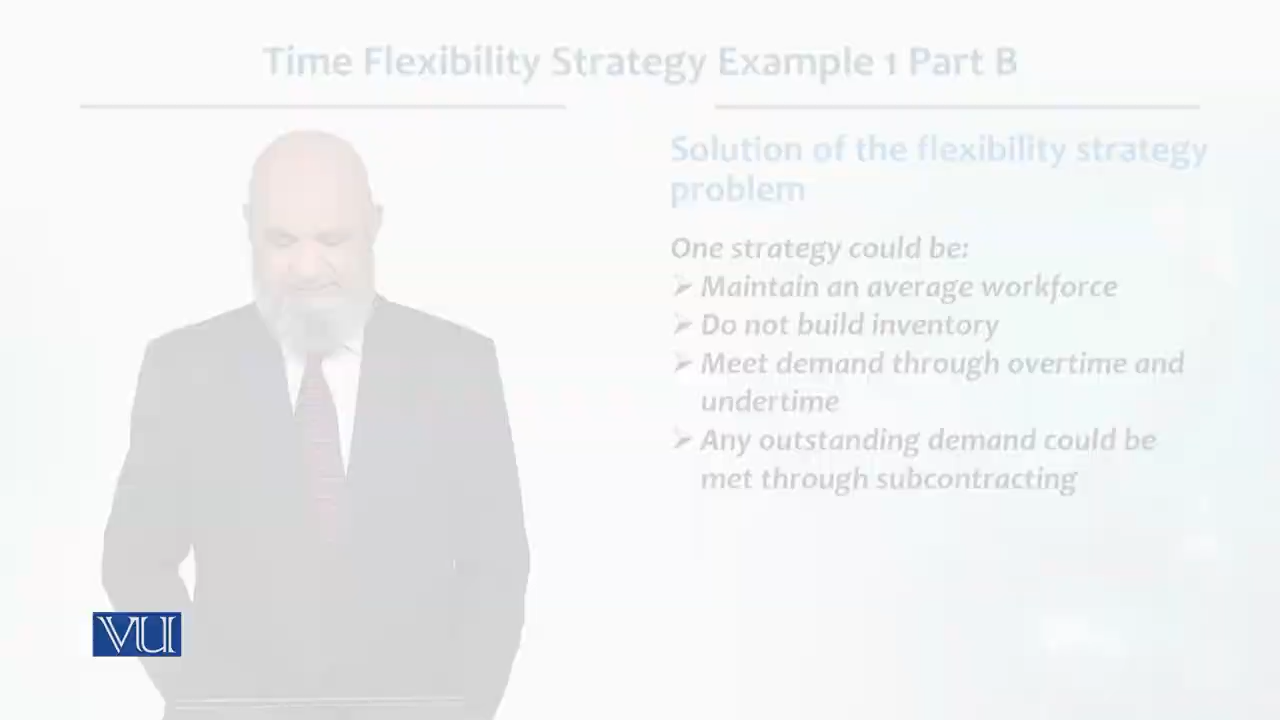 Time Flexibility Strategy Example 1 Part B
Solution of the flexibility strategy
problem
One strategy could be:
➢ Maintain an average workforce
➢ Do not build inventory
➢ Meet demand through overtime and
undertime
➢ Any outstanding demand could be
met through subcontracting
VU